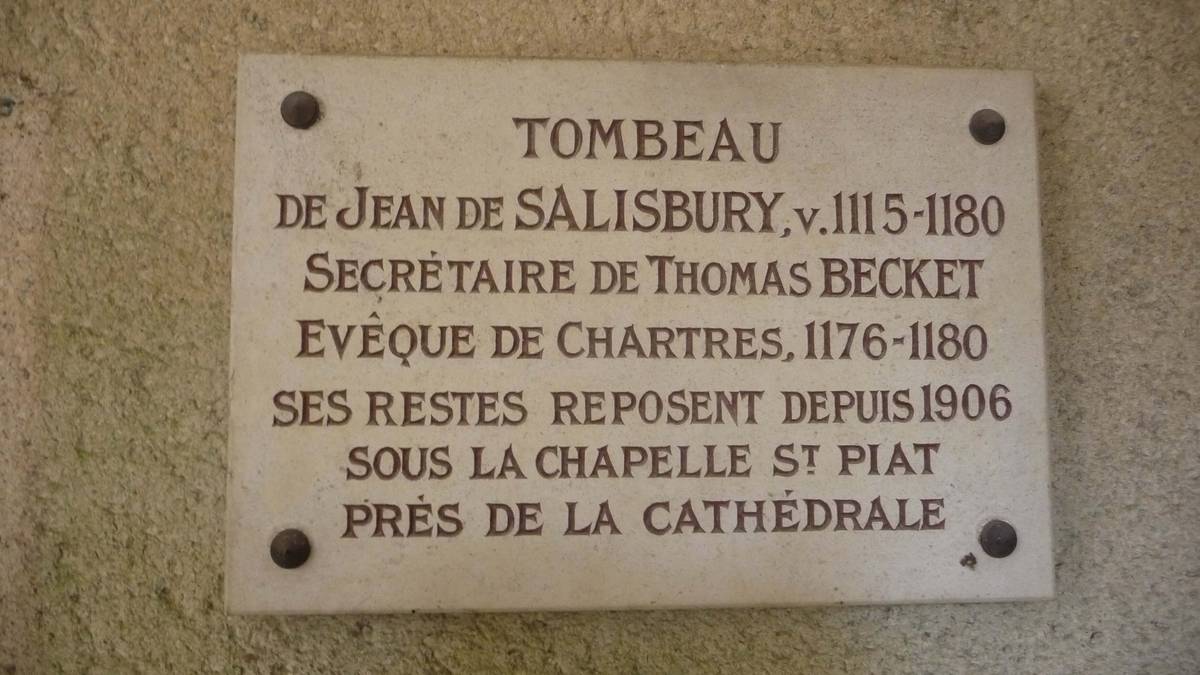 TOMBEAU
DE JEAN DE SALISBURY, v. 1115-1180
SECRÉTAIRE DE THOMAS BECKET
EVÊQUE DE CHARTRES, 1176-1180
SES RESTES REPOSENT DEPUIS 1906
SOUS LA CHAPELLE ST PIAT
PRÉS DE LA CATHÉDRALE